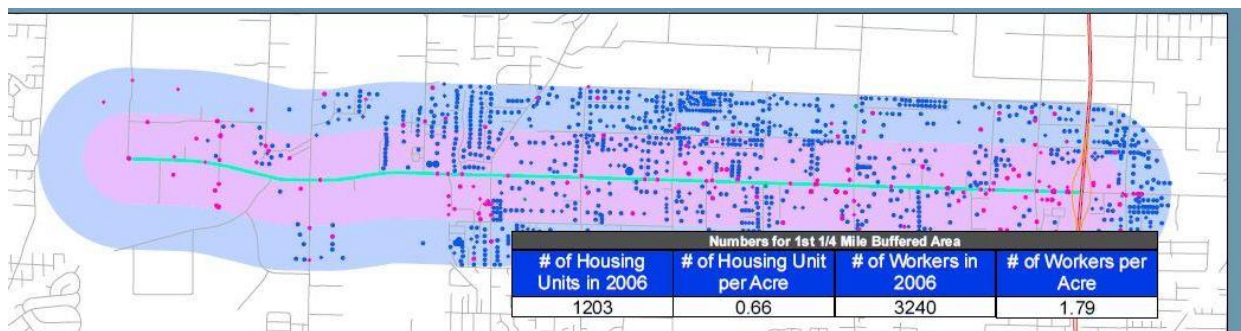 Numbers for 1st 1/4 Mile Buffered Area
# of Housing Units in 2006
# of Housing Unit per Acre
# of Workers in 2006
# of Workers per Acre
1203
0.66
3240
1.79